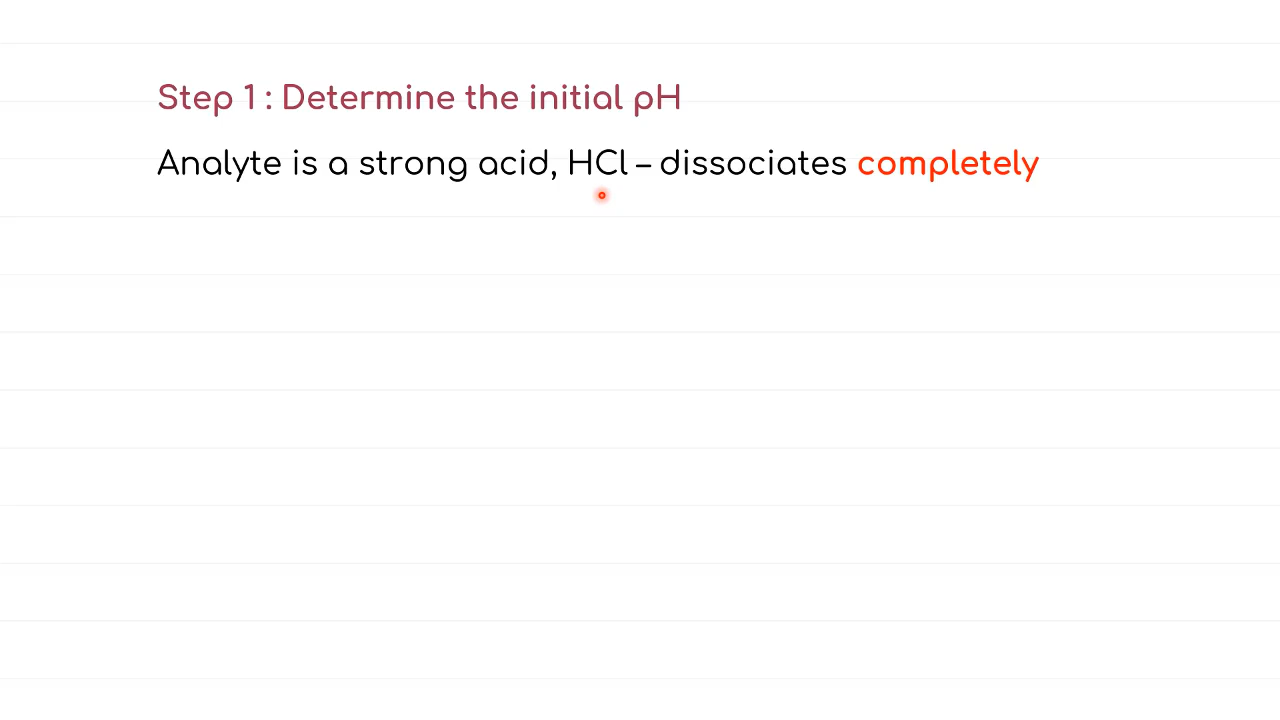 Step 1 : Determine the initial pH
Analyte is a strong acid, HCl – dissociates completely